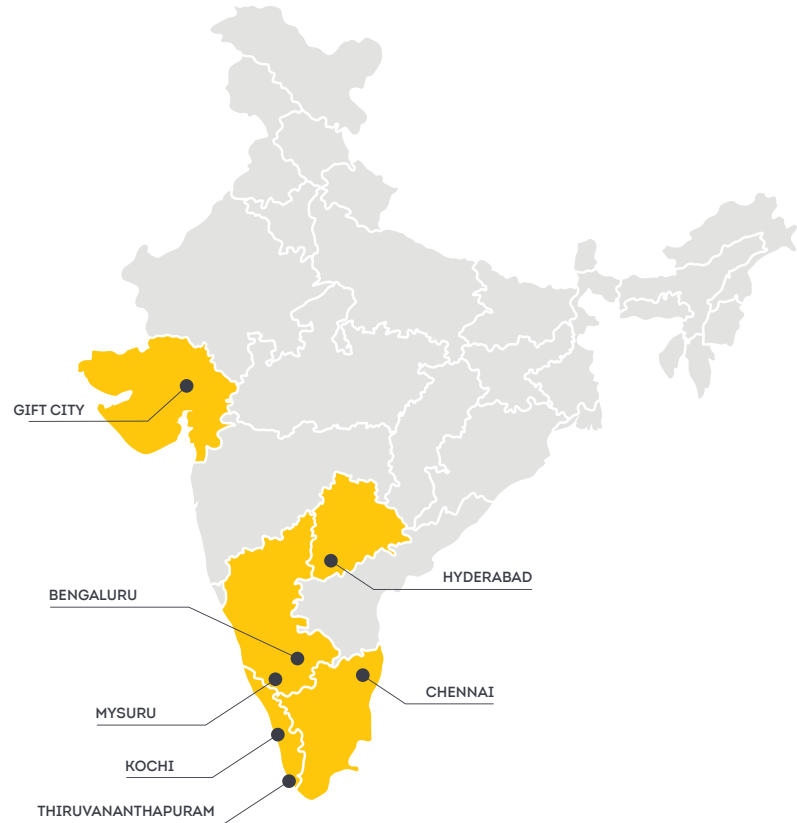 GIFT CITY
HYDERABAD
BENGALURU
CHENNAI
MYSURU
KOCHI
THIRUVANANTHAPURAM